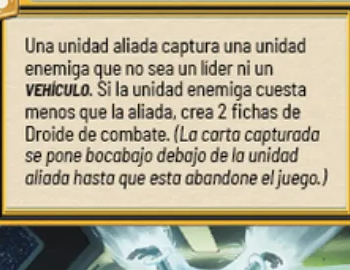 Una unidad aliada captura una unidad
enemiga que no sea un líder ni un
VEHÍCULO. Si la unidad enemiga cuesta
menos que la aliada, crea 2 fichas de
Droide de combate. (La carta capturada
se pone bocabajo debajo de la unidad
aliada hasta que esta abandone el juego.)